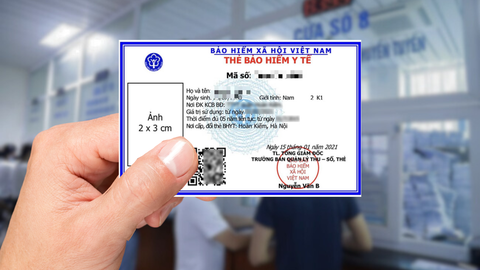 CỬA SỔ 8
BẢO HIỂM XÃ HỘI VIỆT NAM
THẺ BẢO HIỂM Y TẾ
Mã số:
Họ và tên
Ngày sinh Giới tính: Nam 2 K1
Nơi ĐK KCB BĐ:
Giá trị sử dụng: từ ngày
Thời điểm đủ 05 năm liên tục: từ ngày
Nơi cấp, đổi thẻ BHYT: Hoàn Kiếm, Hà Nội
Ảnh
2 x 3 cm
Ngày 15 tháng 01 năm 2021
TL. TỔNG GIÁM ĐỐC
TRƯỞNG BAN QUẢN LÝ THU - SỔ, THẺ
BẢO HIỂM
XÃ HỘI
VIỆT NAM
Nguyễn Văn B